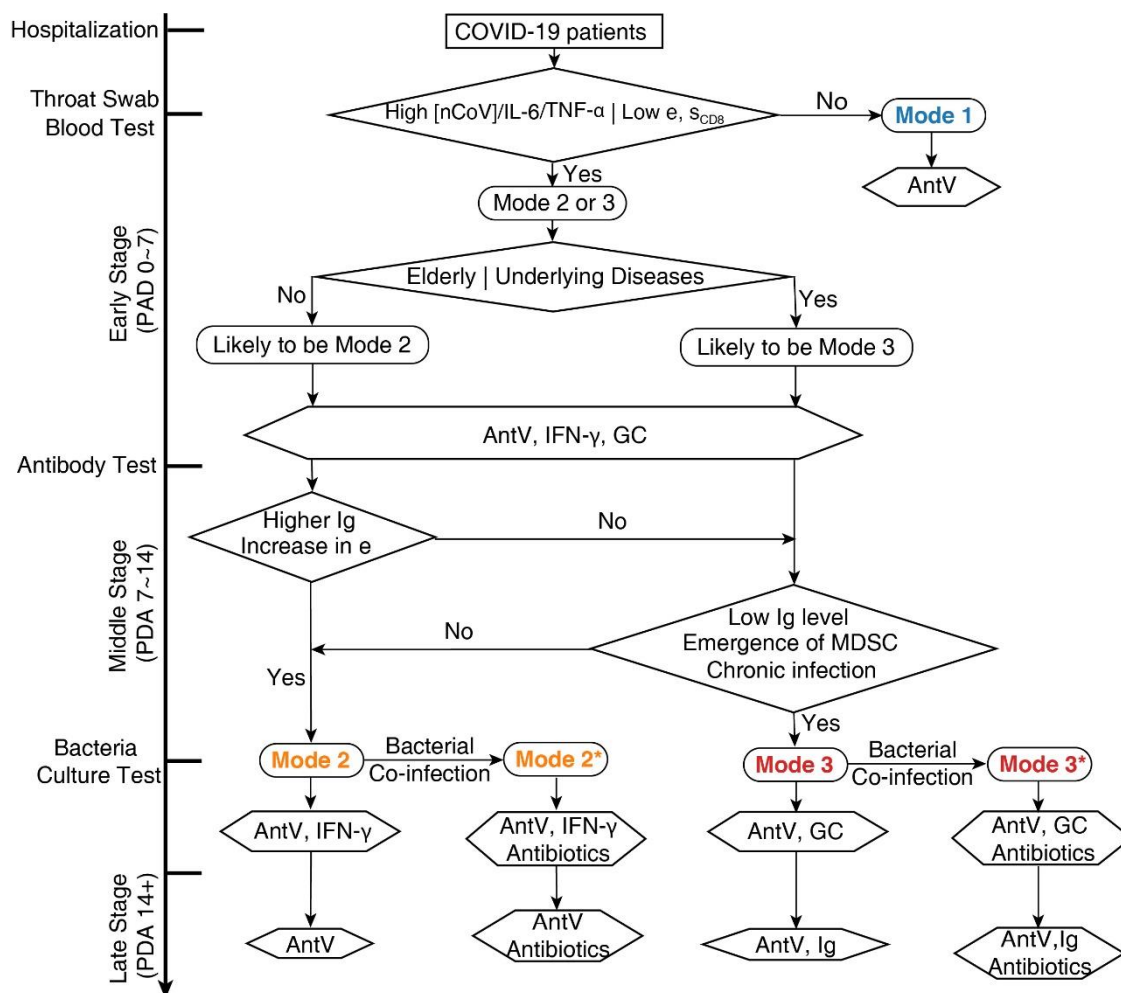 Hospitalization
COVID-19 patients
Throat Swab
Blood Test
High [nCoV]/IL-6/TNF-α | Low e, sCD8
No
Mode 1
AntV
Yes
Mode 2 or 3
Early Stage
(PAD 0~7)
Elderly | Underlying Diseases
No
Yes
Likely to be Mode 2
Likely to be Mode 3
AntV, IFN-γ, GC
Antibody Test
Middle Stage
(PDA 7~14)
Higher Ig
Increase in e
No
Low Ig level
Emergence of MDSC
Chronic infection
No
Yes
Yes
Bacteria
Culture Test
Mode 2
Bacterial
Co-infection
Mode 2*
Mode 3
Bacterial
Co-infection
Mode 3*
AntV, IFN-γ
AntV, IFN-γ
Antibiotics
AntV, GC
AntV, GC
Antibiotics
Late Stage
(PDA 14+)
AntV
AntV
Antibiotics
AntV, Ig
AntV,Ig
Antibiotics